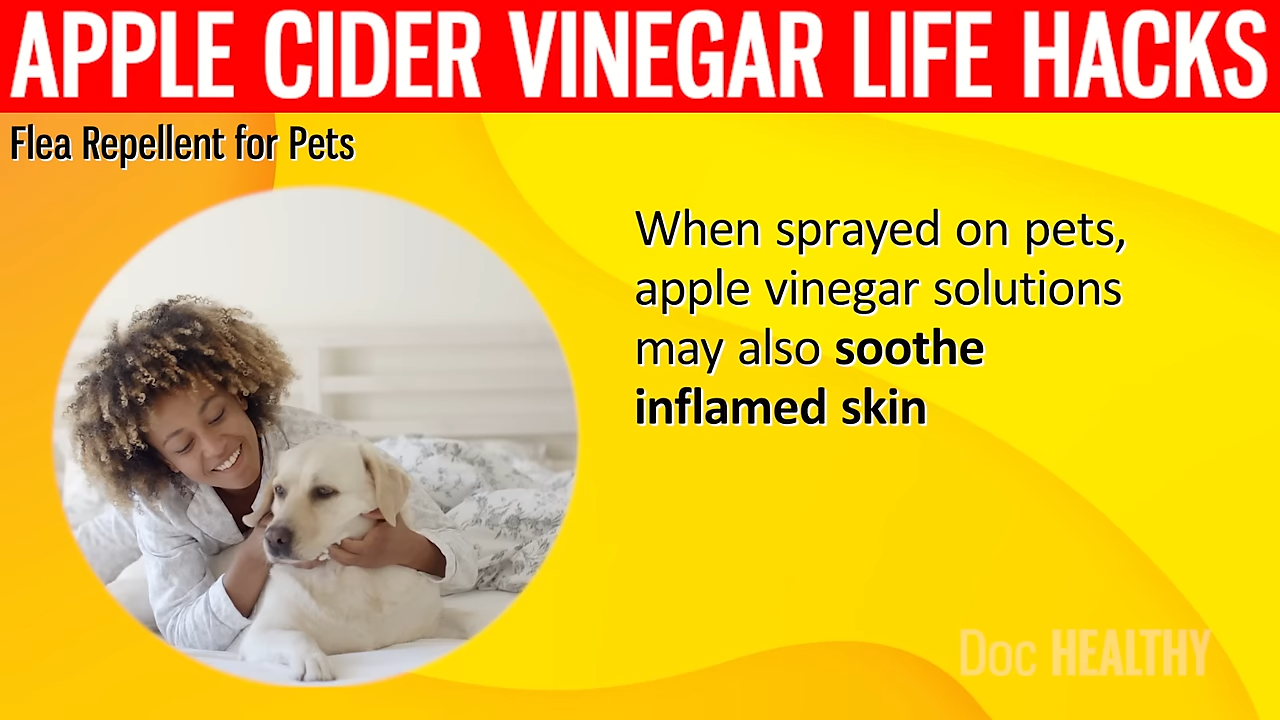 APPLE CIDER VINEGAR LIFE HACKS
Flea Repellent for Pets
When sprayed on pets,
apple vinegar solutions
may also soothe
inflamed skin
Doc HEALTHY